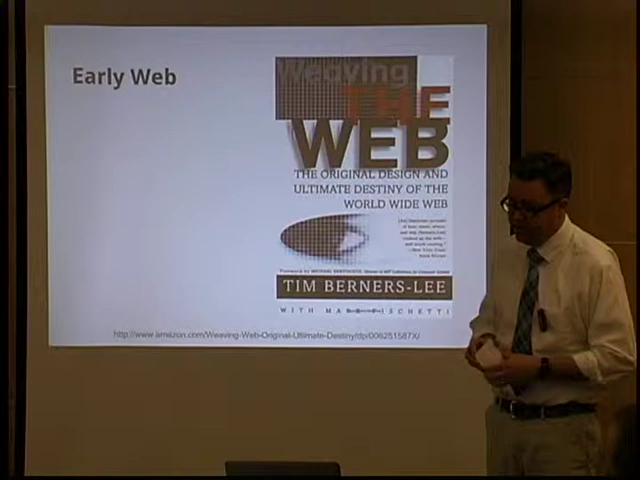 Early Web
Weaving
THE
WEB
THE ORIGINAL DESIGN AND
ULTIMATE DESTINY OF THE
WORLD WIDE WEB
TIM BERNERS-LEE
WITH MARK FISCHETTI
http://www.amazon.com/Weaving-Web-Original-Ultimate-Destiny/dp/006251587X/